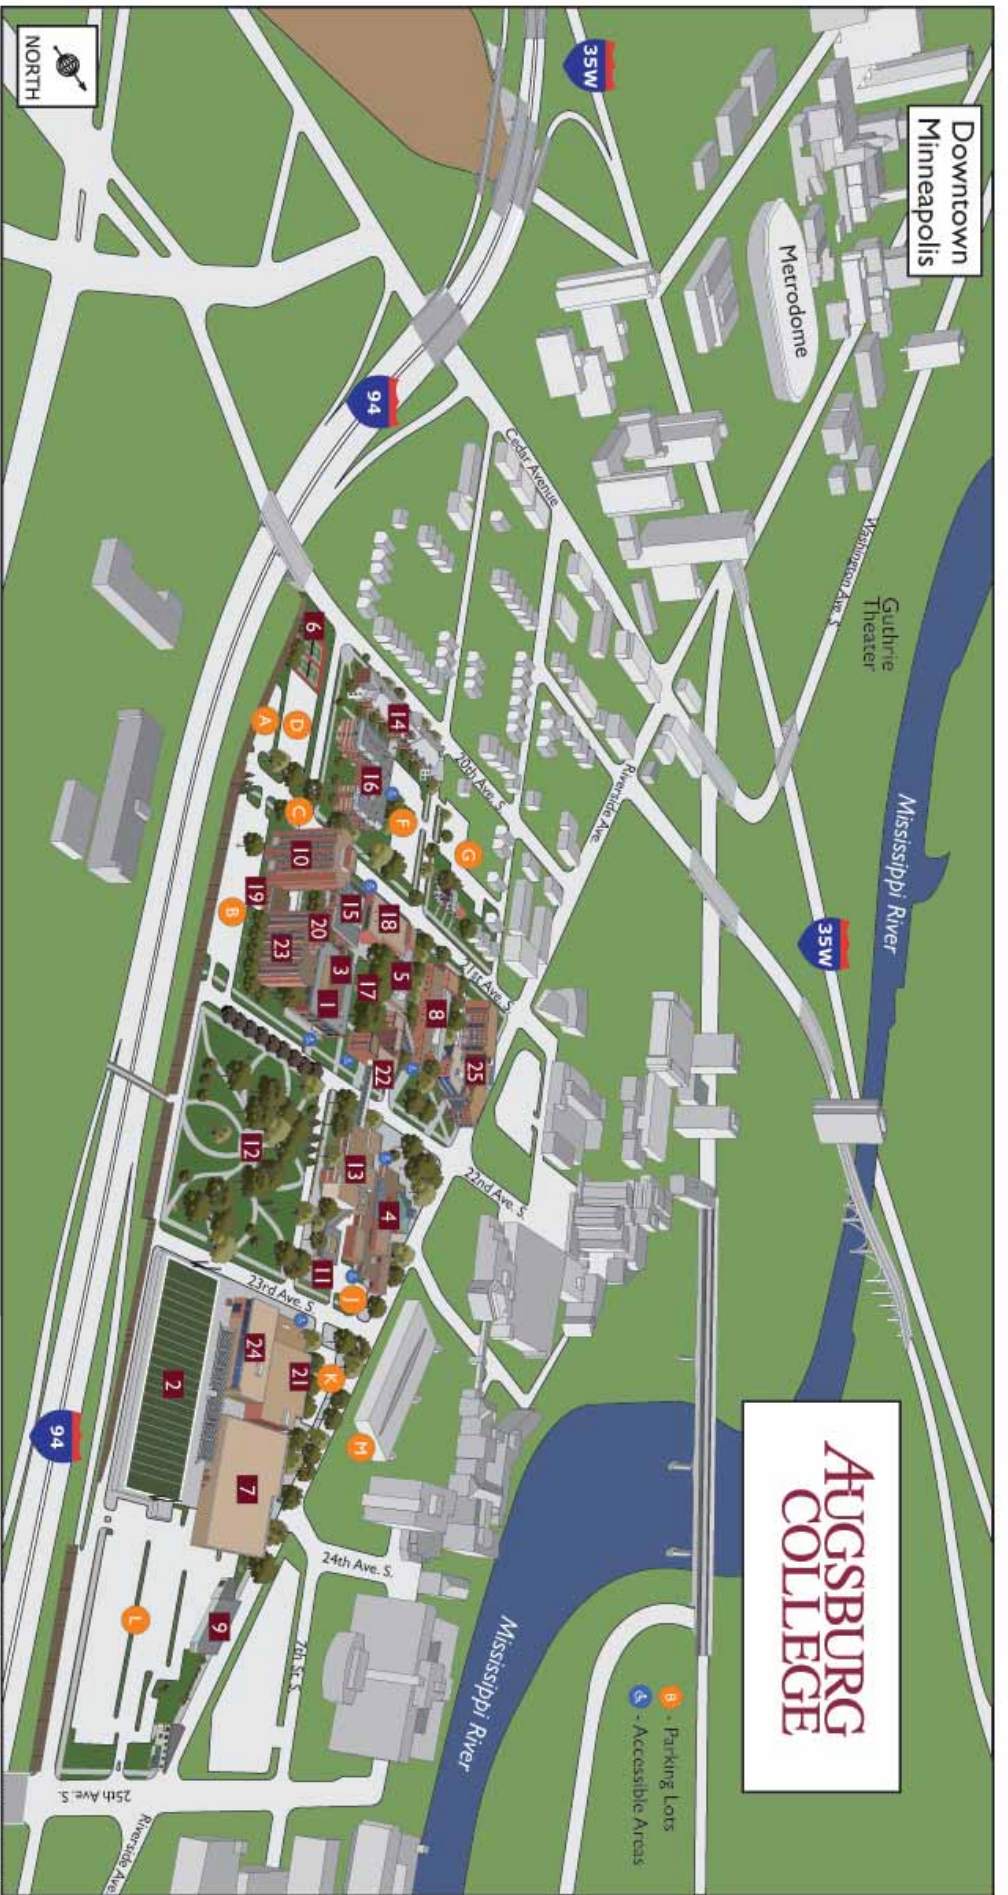 Downtown
Minneapolis
Metrodome
Washington Ave. S.
Guthrie
Theater
Mississippi River
35W
35W
AUGSBURG
COLLEGE
B - Parking Lots
- Accessible Areas
Cedar Avenue
94
20th Ave. S.
Riverside Ave.
21st Ave. S.
22nd Ave. S.
23rd Ave. S.
24th Ave. S.
7th St. S.
25th Ave. S.
Riverside Ave.
Mississippi River
94
NORTH
6
14
16
A
D
C
F
G
10
19
B
15
18
20
23
3
1
17
5
8
22
25
12
13
4
11
J
24
21
K
2
7
M
9
L